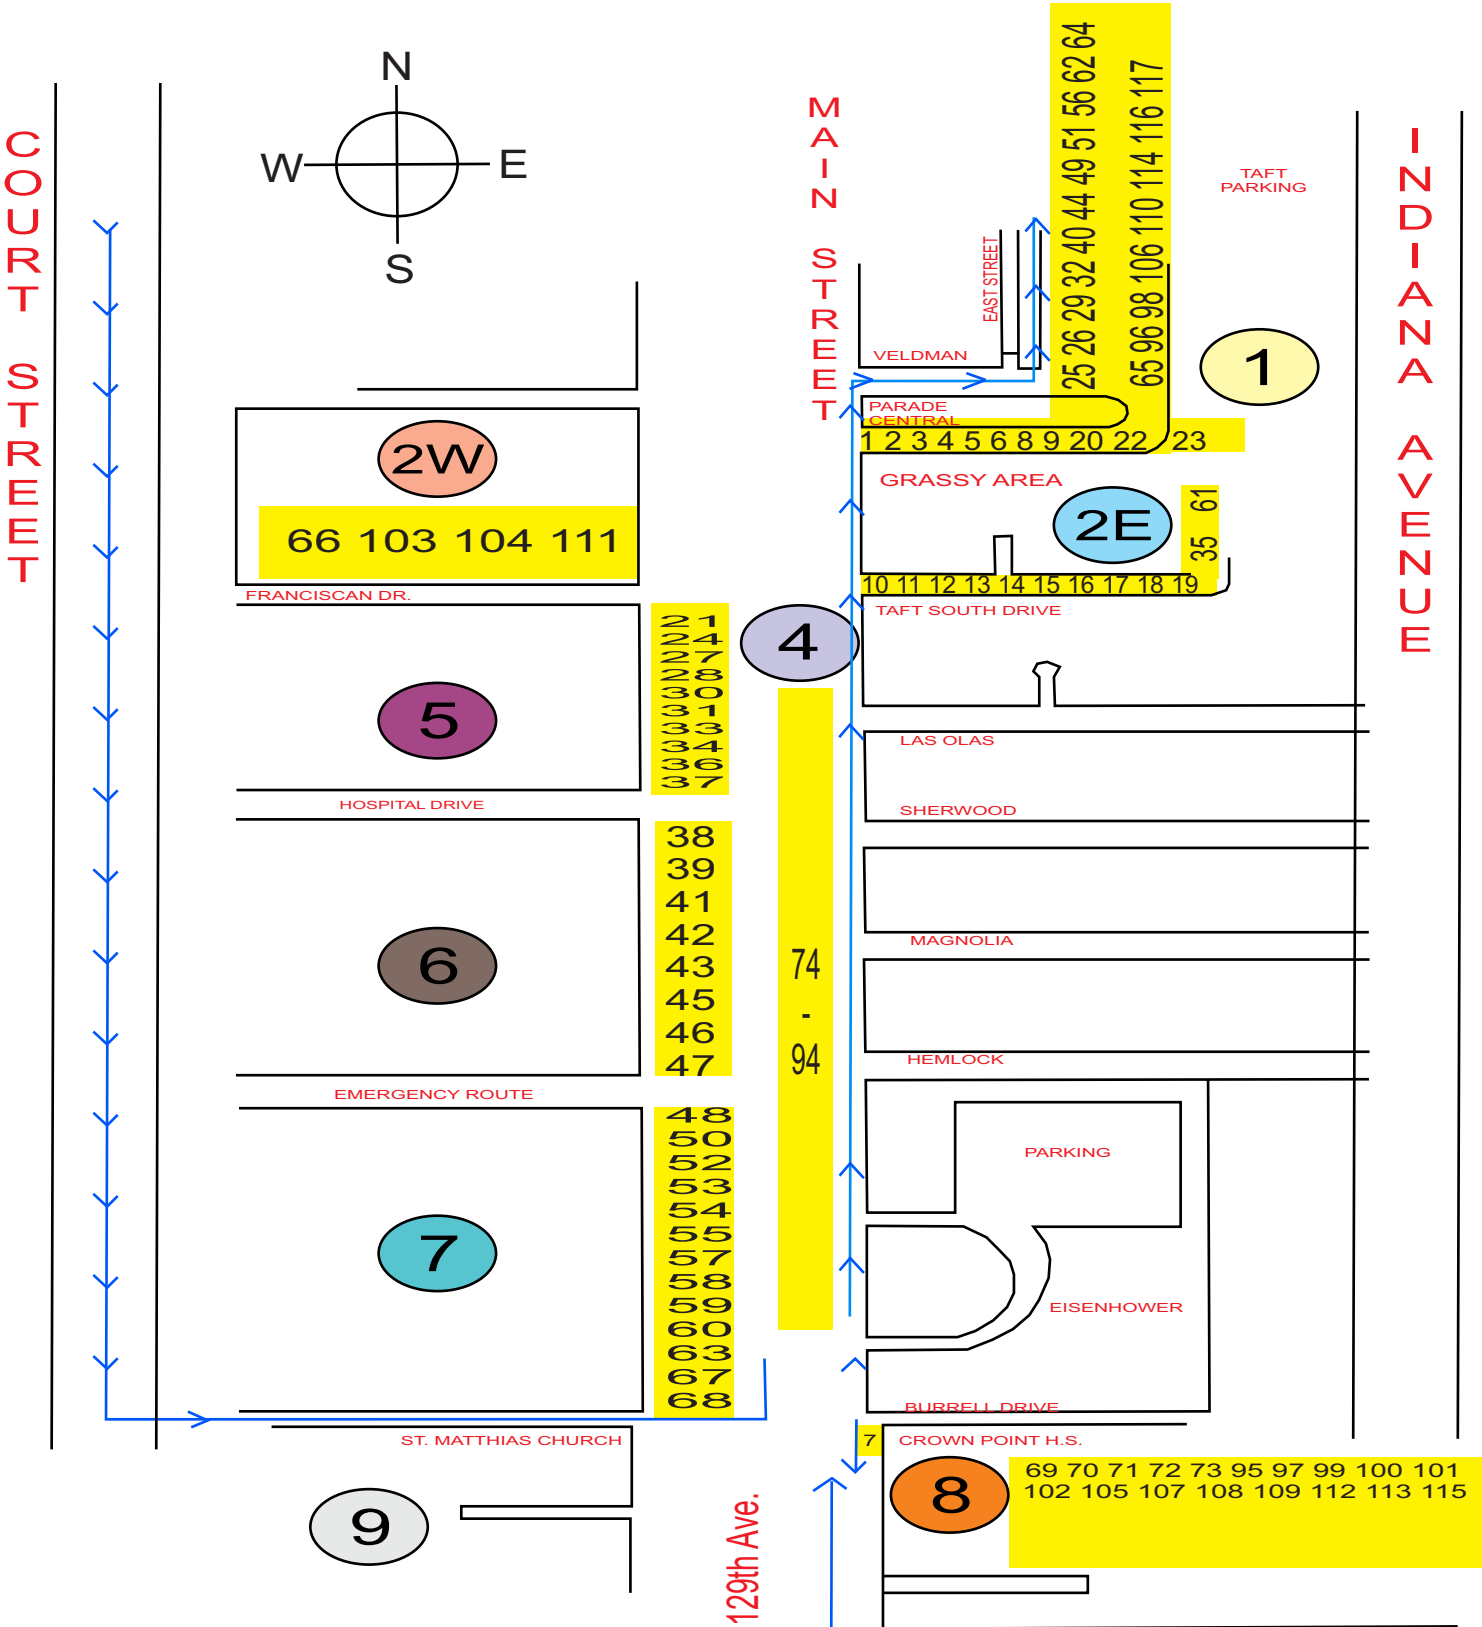 N
W E
S
COURT STREET
MAIN STREET
INDIANA AVENUE
25 26 29 32 40 44 49 51 56 62 64
65 96 98 106 110 114 116 117
TAFT
PARKING
EAST STREET
VELDMAN
1
PARADE
CENTRAL
1 2 3 4 5 6 8 9 20 22 23
2W
66 103 104 111
GRASSY AREA
2E
35 61
10 11 12 13 14 15 16 17 18 19
FRANCISCAN DR.
TAFT SOUTH DRIVE
21
24
27
28
30
31
33
34
36
37
4
5
LAS OLAS
HOSPITAL DRIVE
SHERWOOD
38
39
41
42
43
45
46
47
6
74
-
94
MAGNOLIA
HEMLOCK
EMERGENCY ROUTE
48
50
52
53
54
55
57
58
59
60
63
67
68
PARKING
7
EISENHOWER
BURRELL DRIVE
ST. MATTHIAS CHURCH
7
CROWN POINT H.S.
69 70 71 72 73 95 97 99 100 101
102 105 107 108 109 112 113 115
8
9
129th Ave.